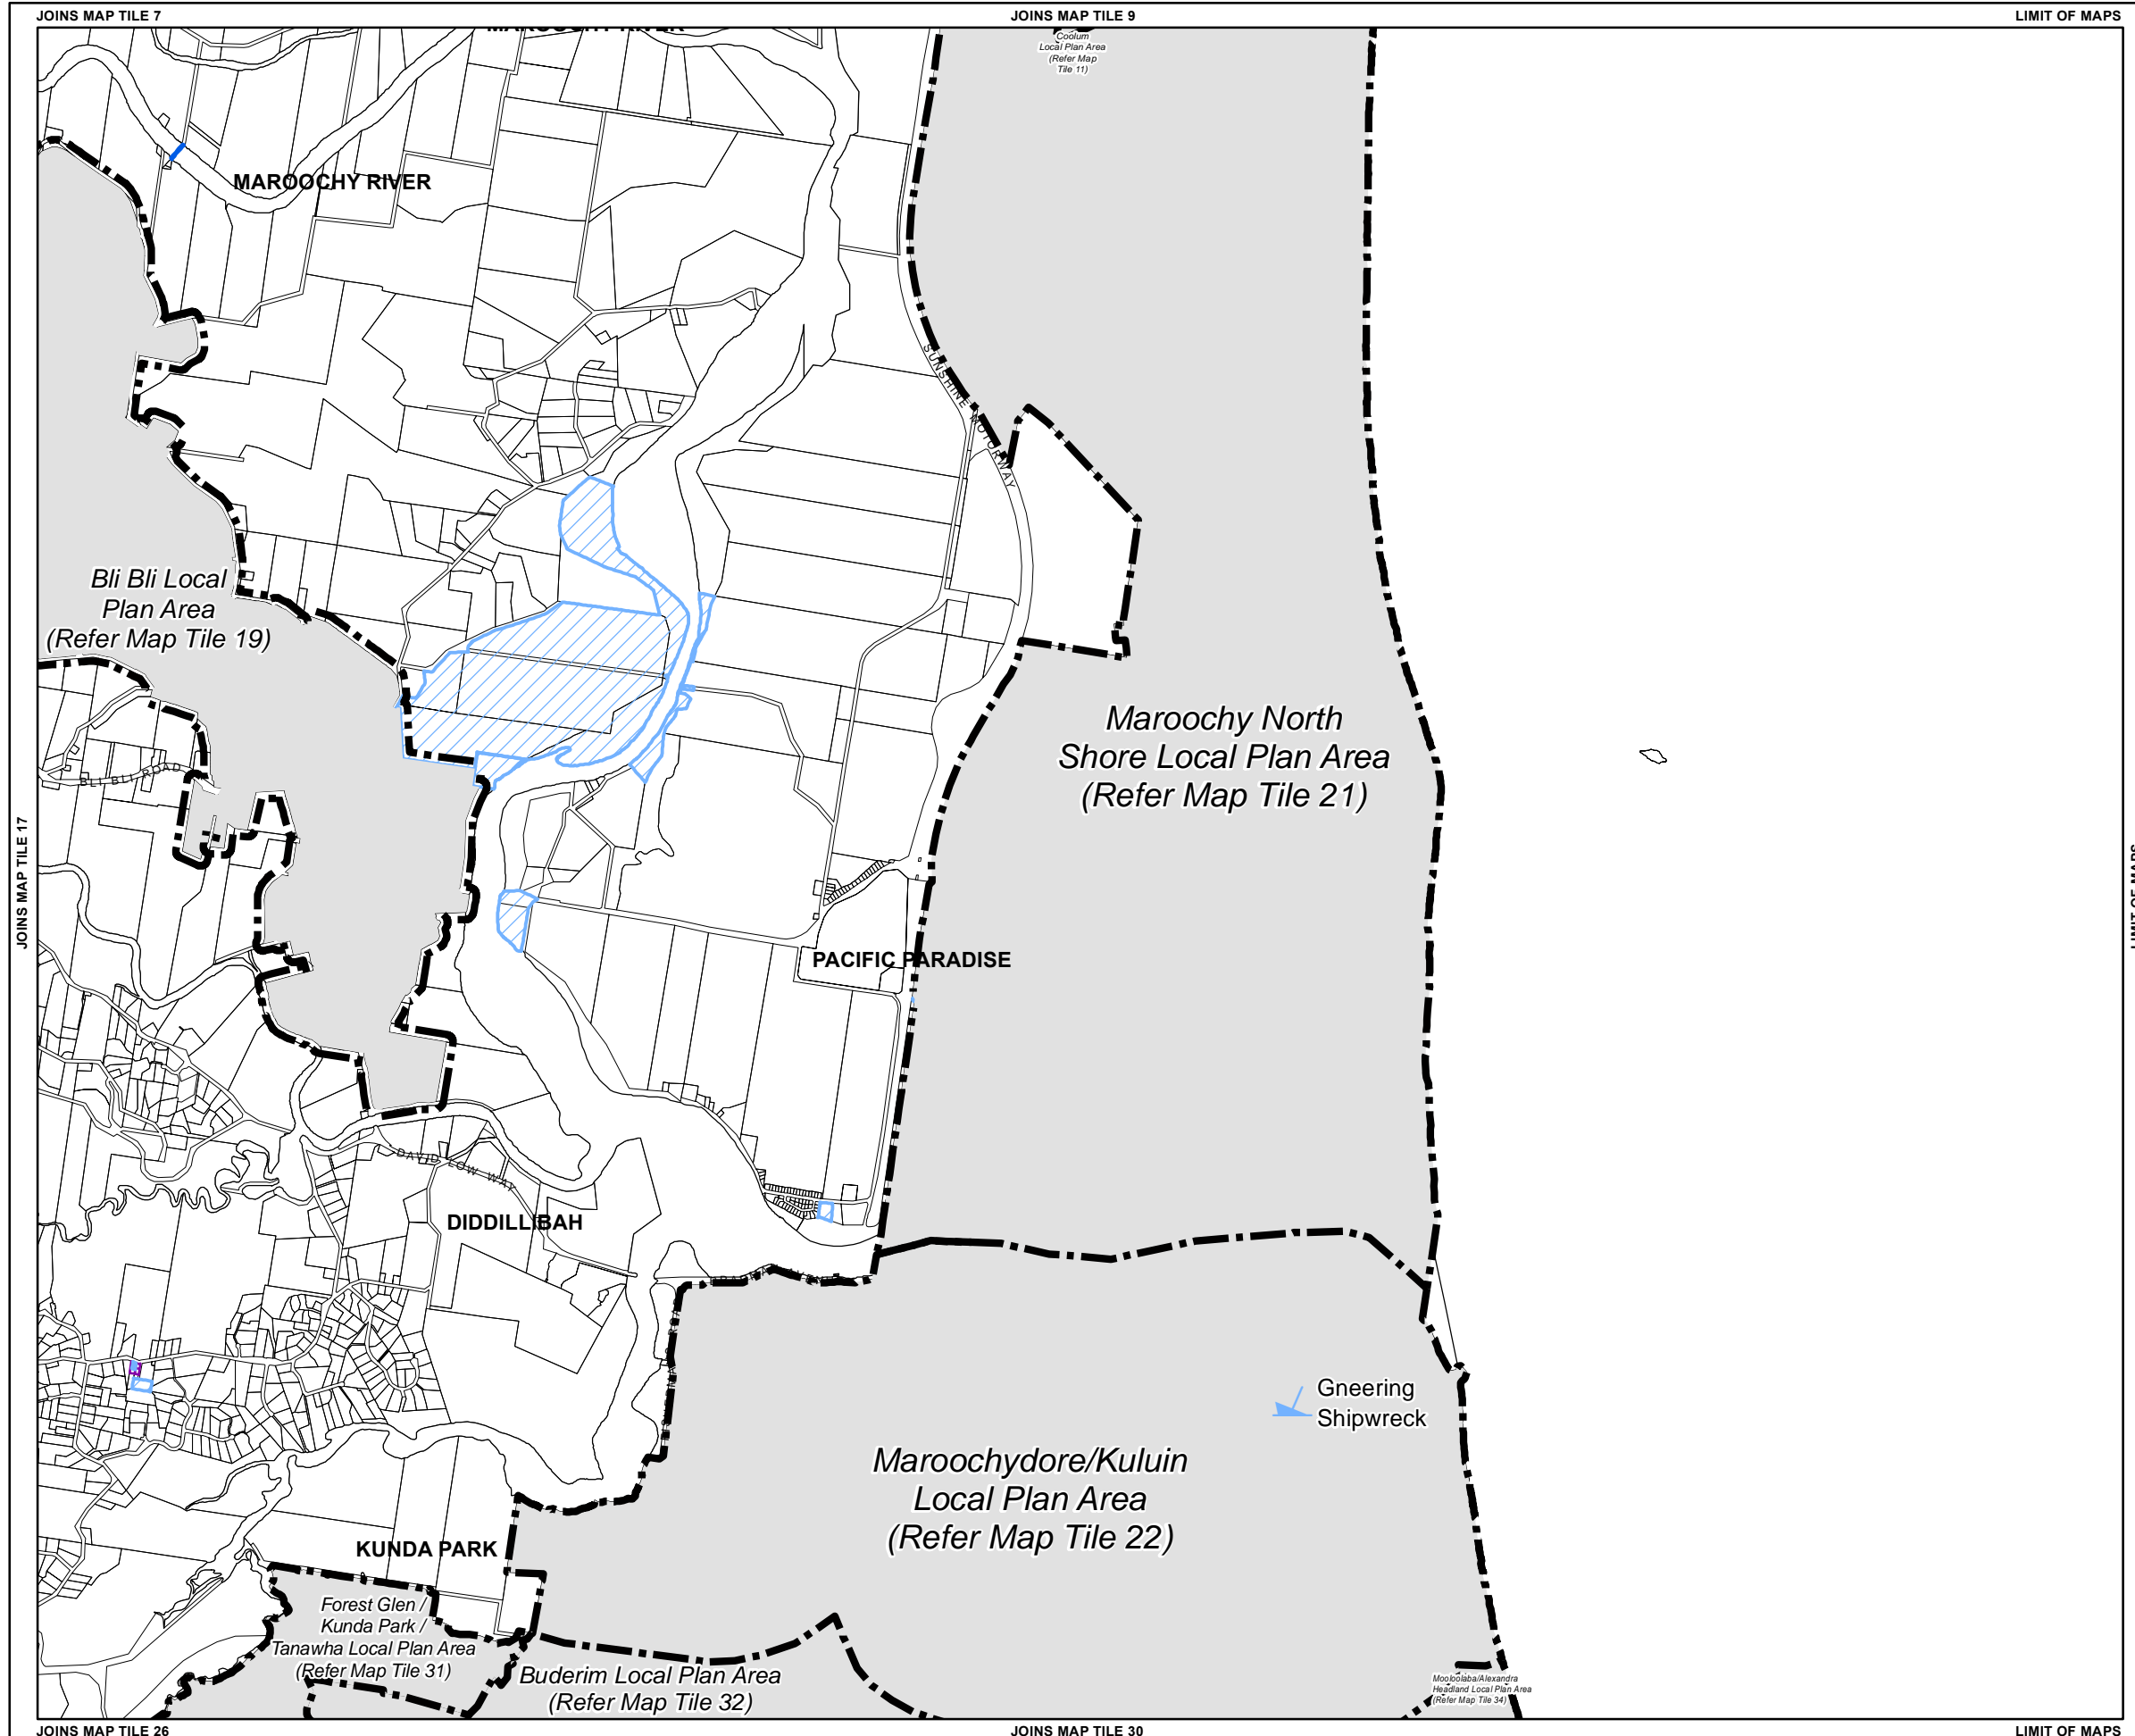 JOINS MAP TILE 7
JOINS MAP TILE 9
LIMIT OF MAPS
MAROOCHY RIVER
Coolum
Local Plan Area
(Refer Map
Tile 11)
MAROOCHY RIVER
SUNSHINE MOTORWAY
Bli Bli Local
Plan Area
(Refer Map Tile 19)
Maroochy North
Shore Local Plan Area
(Refer Map Tile 21)
BLI BLI ROAD
JOINS MAP TILE 17
LIMIT OF MAPS
PACIFIC PARADISE
DAVID LOW WAY
DIDDILLIBAH
Gneering
Shipwreck
Maroochydore/Kuluin
Local Plan Area
(Refer Map Tile 22)
KUNDA PARK
Forest Glen /
Kunda Park /
Tanawha Local Plan Area
(Refer Map Tile 31)
Buderim Local Plan Area
(Refer Map Tile 32)
Mooloolaba/Alexandra
Headland Local Plan Area
(Refer Map Tile 34)
JOINS MAP TILE 26
JOINS MAP TILE 30
LIMIT OF MAPS